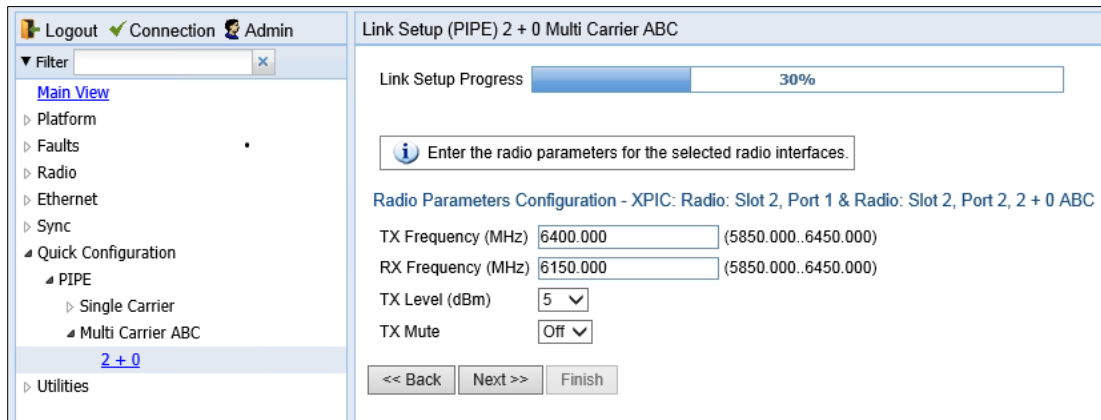 Logout Connection Admin
Filter
Main View
Platform
Faults
Radio
Ethernet
Sync
Quick Configuration
PIPE
Single Carrier
Multi Carrier ABC
2 + 0
Utilities
Link Setup (PIPE) 2 + 0 Multi Carrier ABC
Link Setup Progress 30%
Enter the radio parameters for the selected radio interfaces.
Radio Parameters Configuration - XPIC: Radio: Slot 2, Port 1 & Radio: Slot 2, Port 2, 2 + 0 ABC
TX Frequency (MHz) 6400.000 (5850.000..6450.000)
RX Frequency (MHz) 6150.000 (5850.000..6450.000)
TX Level (dBm) 5
TX Mute Off
<< Back Next >> Finish